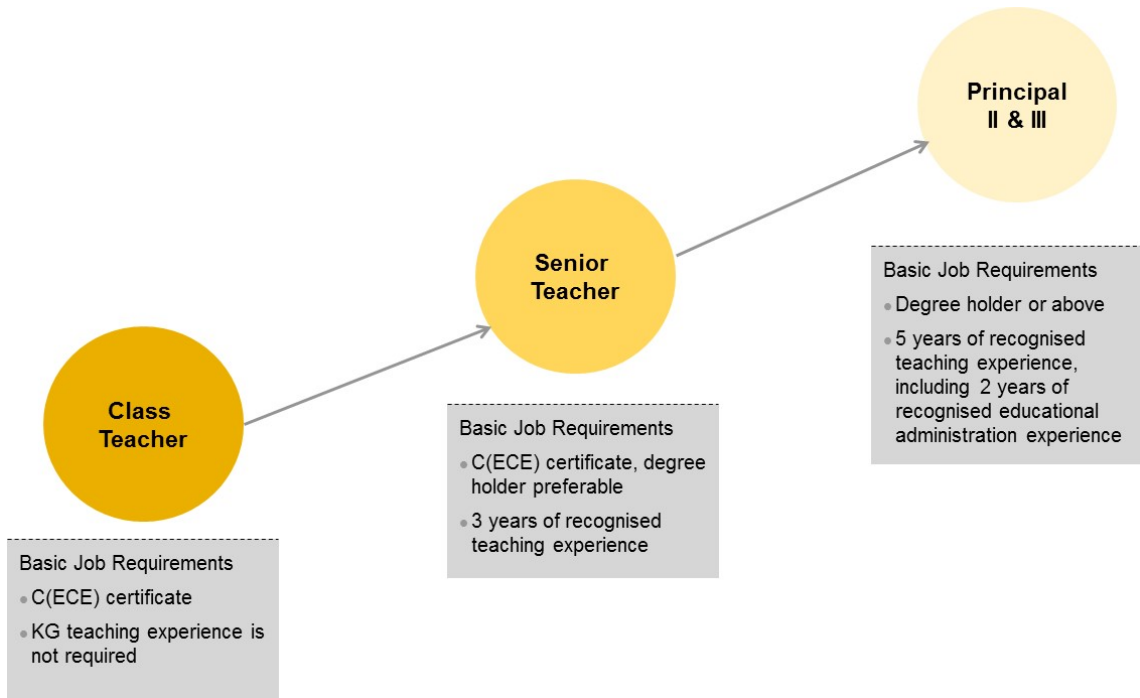 Principal
Ⅱ & Ⅲ
Senior
Teacher
Class
Teacher
Basic Job Requirements
• Degree holder or above
• 5 years of recognised
teaching experience,
including 2 years of
recognised educational
administration experience
Basic Job Requirements
• C(ECE) certificate, degree
holder preferable
• 3 years of recognised
teaching experience
Basic Job Requirements
• C(ECE) certificate
• KG teaching experience is
not required